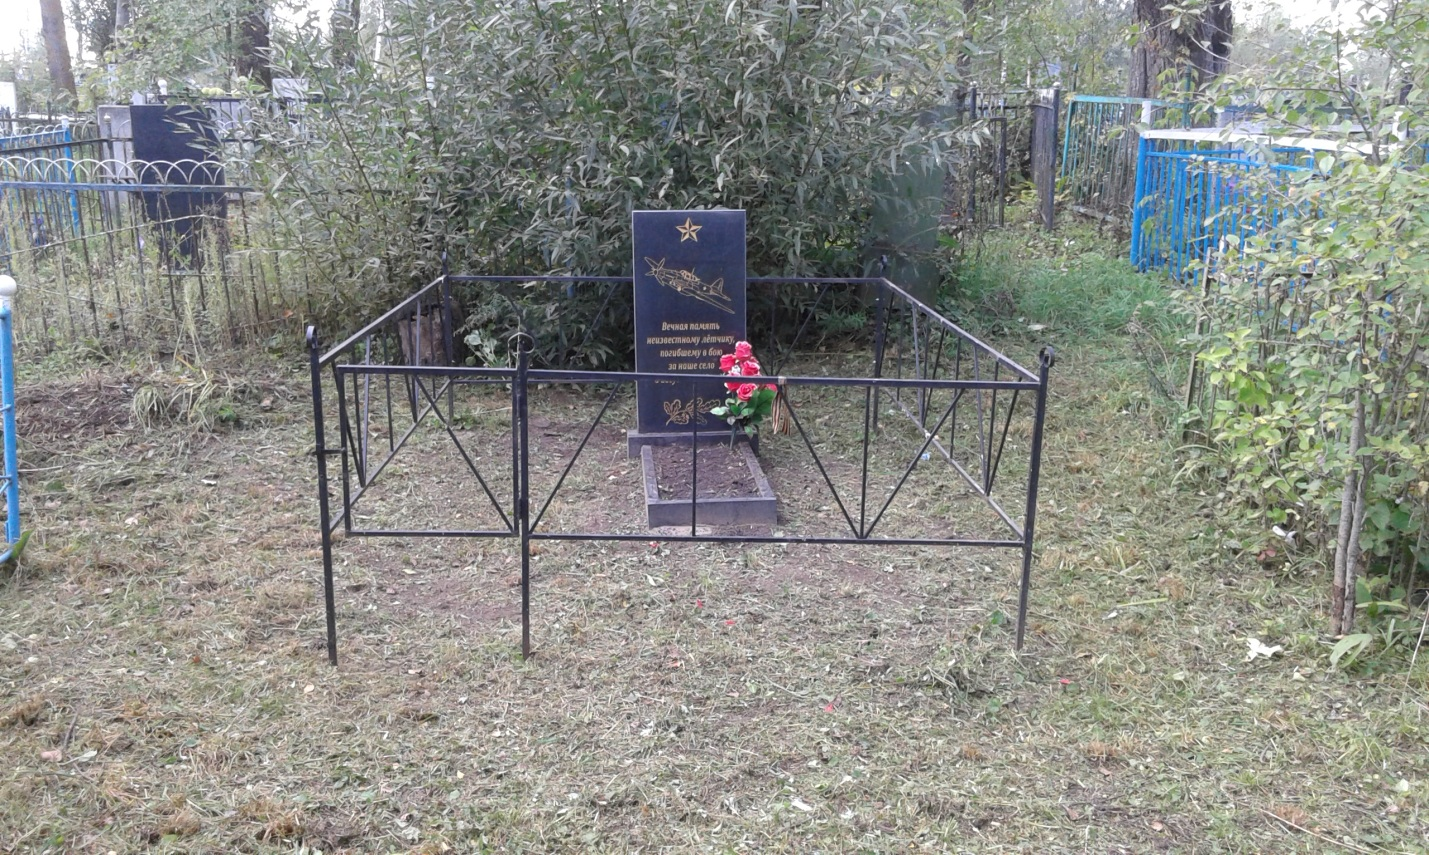 Вечная память
неизвестному лётчику,
погибшему в бою
за наше село